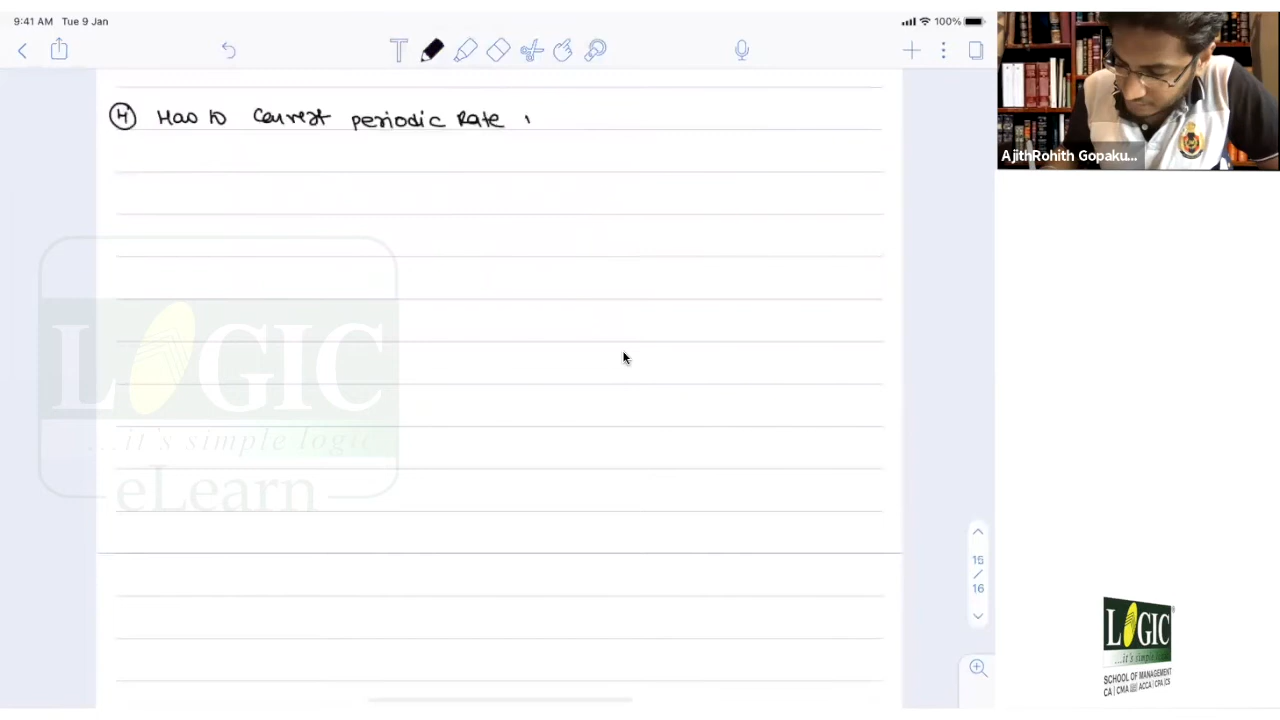 9:41 AM Tue 9 Jan
100%
T
4 How to convert periodic Rate
AjithRohith Gopaku...
LOGIC
...it's simple logic
eLearn
16
/
16
LOGIC
...it's simple
SCHOOL OF MANAGEMENT
CA | CMA | ACCA | CPA | CS